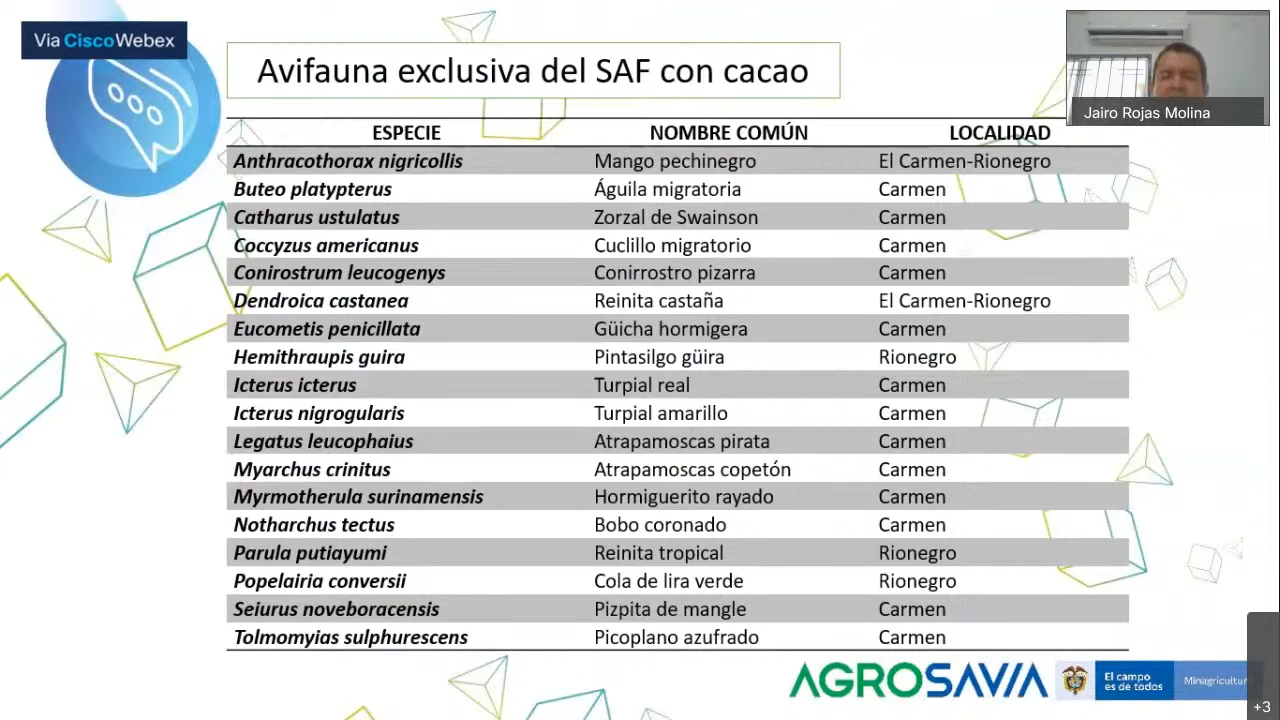 Vía CiscoWebex
Avifauna exclusiva del SAF con cacao
Jairo Rojas Molina
ESPECIE NOMBRE COMÚN LOCALIDAD
Anthracothorax nigricollis Mango pechinegro El Carmen-Rionegro
Buteo platypterus Águila migratoria Carmen
Catharus ustulatus Zorzal de Swainson Carmen
Coccyzus americanus Cuclillo migratorio Carmen
Conirostrum leucogenys Conirrostro pizarra Carmen
Dendroica castanea Reinita castaña El Carmen-Rionegro
Eucometis penicillata Güicha hormigera Carmen
Hemithraupis guira Pintasilgo güira Rionegro
Icterus icterus Turpial real Carmen
Icterus nigrogularis Turpial amarillo Carmen
Legatus leucophaius Atrapamoscas pirata Carmen
Myarchus crinitus Atrapamoscas copetón Carmen
Myrmotherula surinamensis Hormiguerito rayado Carmen
Notharchus tectus Bobo coronado Carmen
Parula putiayumi Reinita tropical Rionegro
Popelairia conversii Cola de lira verde Rionegro
Seiurus noveboracensis Pizpita de mangle Carmen
Tolmomyias sulphurescens Picoplano azufrado Carmen
AGROSAVIA
El campo
es de todos
Minagricultur
+3